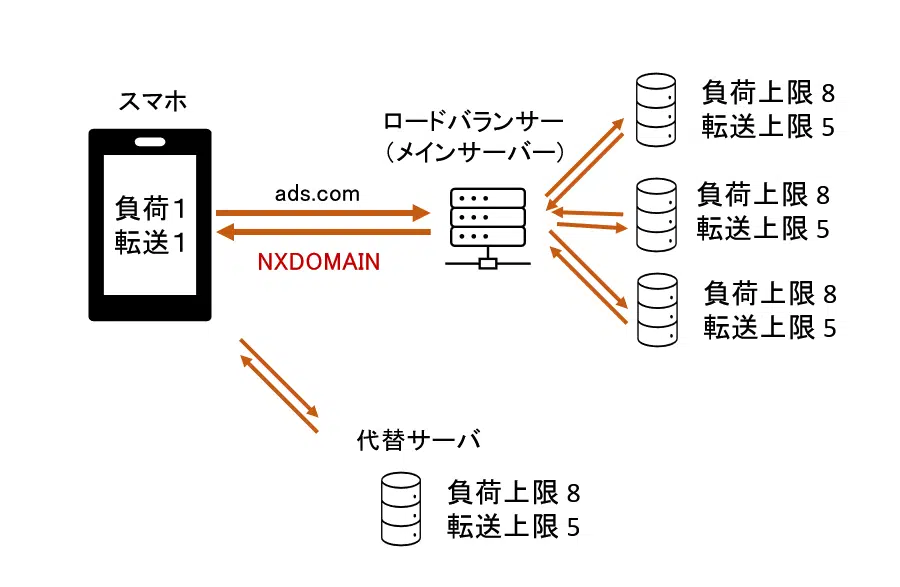 スマホ
負荷1
転送1
ads.com
NXDOMAIN
ロードバランサー
(メインサーバー)
負荷上限 8
転送上限 5
負荷上限 8
転送上限 5
負荷上限 8
転送上限 5
代替サーバ
負荷上限 8
転送上限 5